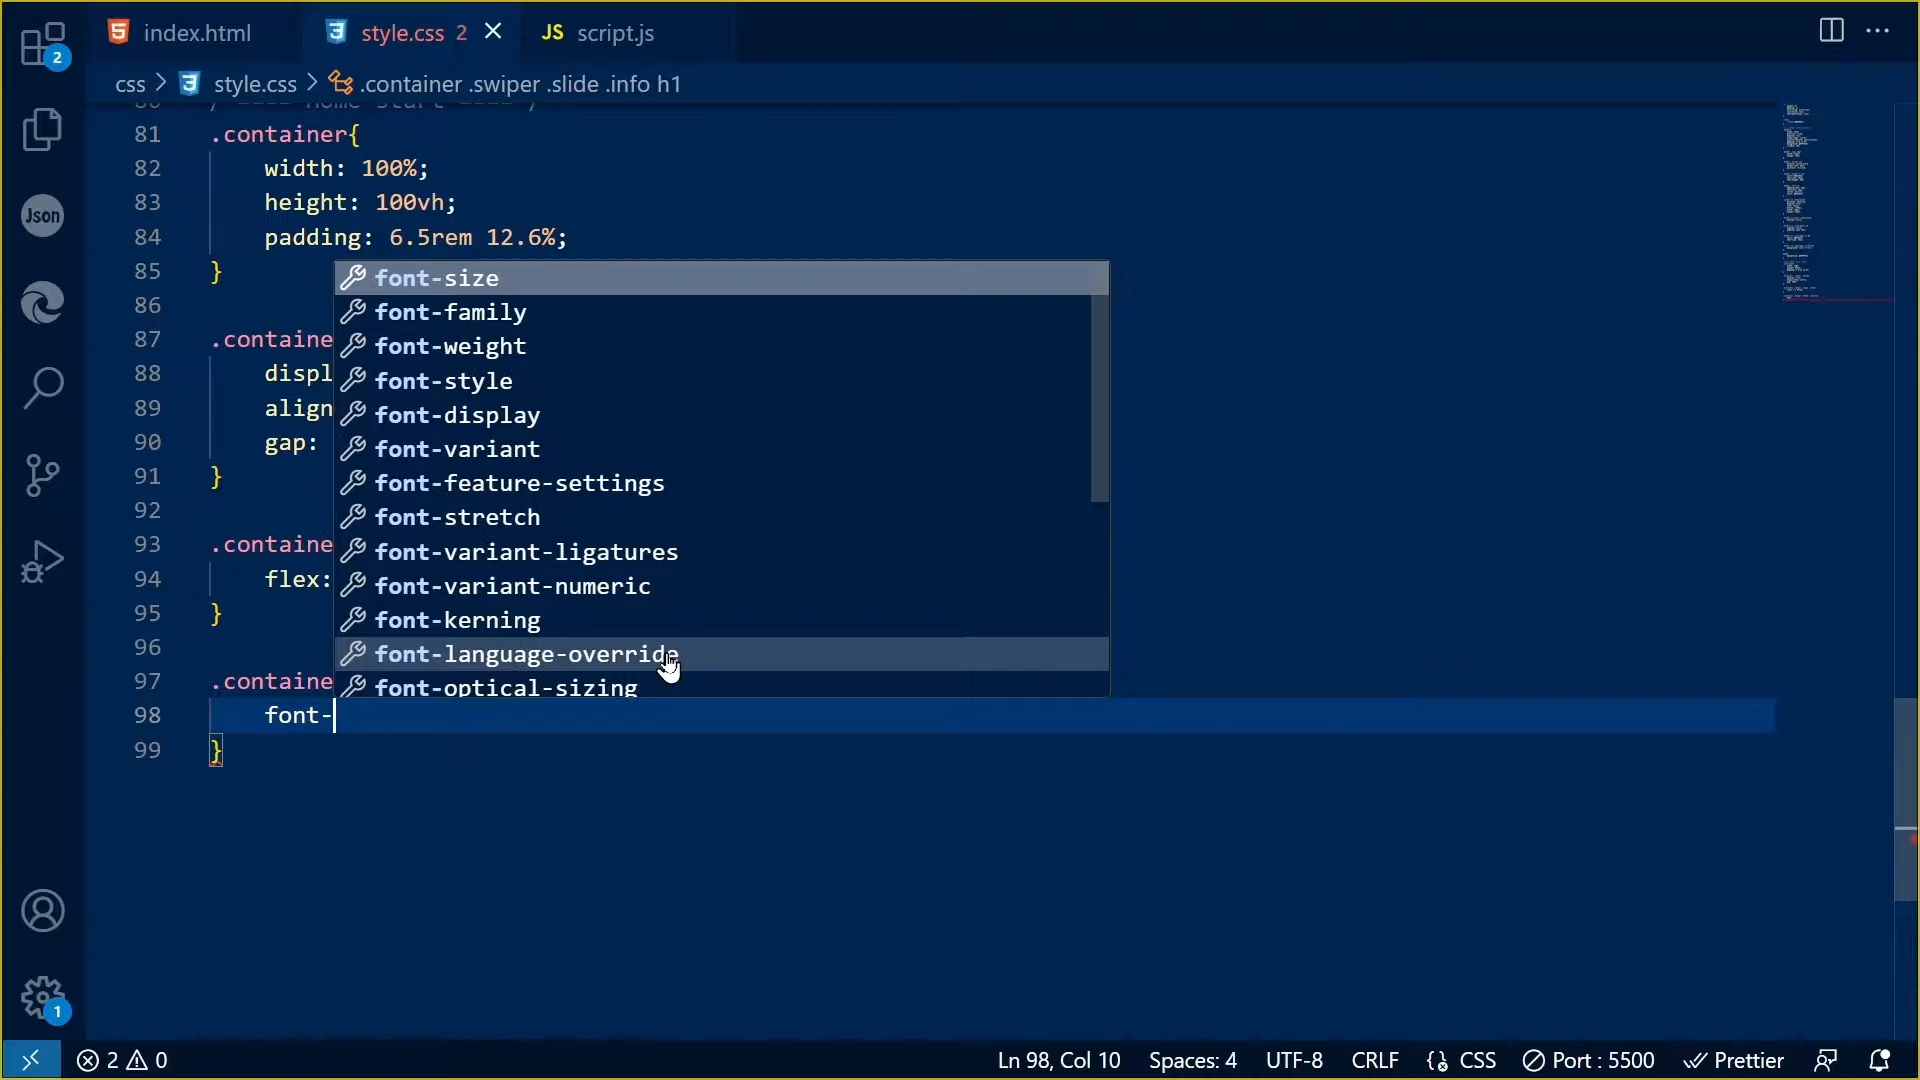 index.html
style.css 2
JS script.js
2
css > style.css > .container .swiper .slide .info h1
81 .container{
82 width: 100%;
83 height: 100vh;
84 padding: 6.5rem 12.6%;
85 }
86
87 .containe
88 displ
89 align
90 gap:
91 }
92
93 .containe
94 flex:
95 }
96
97 .containe
98 font-
99 }
font-size
font-family
font-weight
font-style
font-display
font-variant
font-feature-settings
font-stretch
font-variant-ligatures
font-variant-numeric
font-kerning
font-language-override
font-optical-sizing
Json
1
2 0
Ln 98, Col 10
Spaces: 4
UTF-8
CRLF
CSS
Port : 5500
Prettier